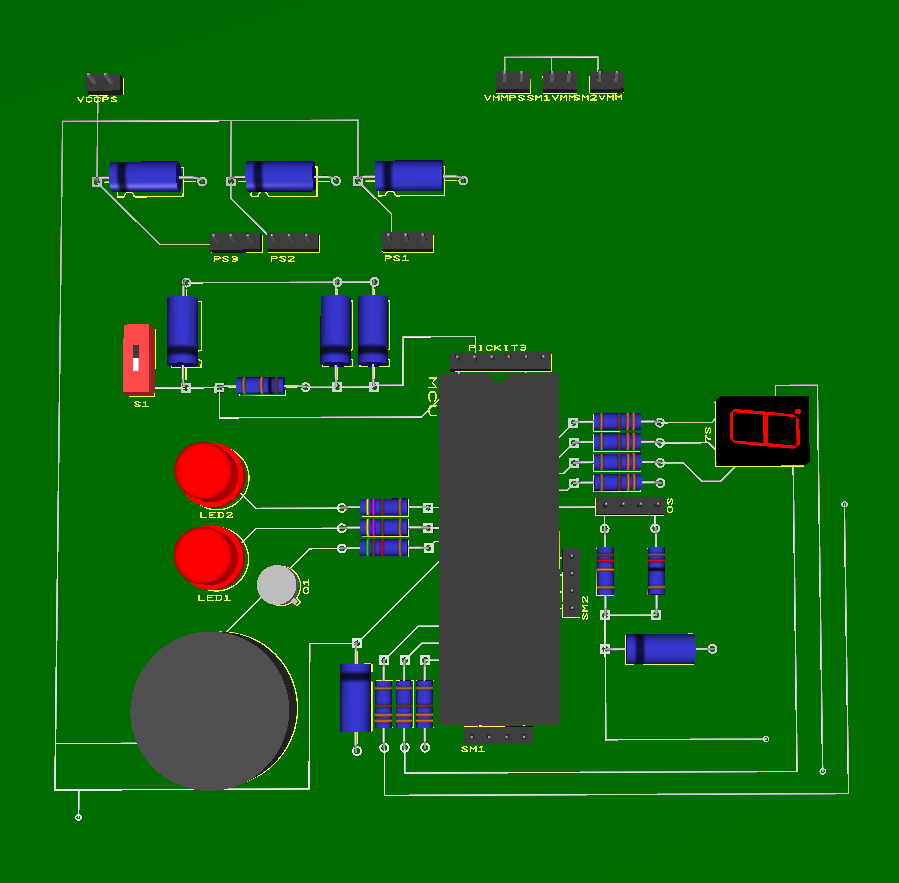 VCCPS
VMMPS
SM1VMM
SM2VMM
PS3
PS2
PS1
PICKIT3
S1
MCU
7S
LED2
SO
LED1
Q1
SM2
SM1